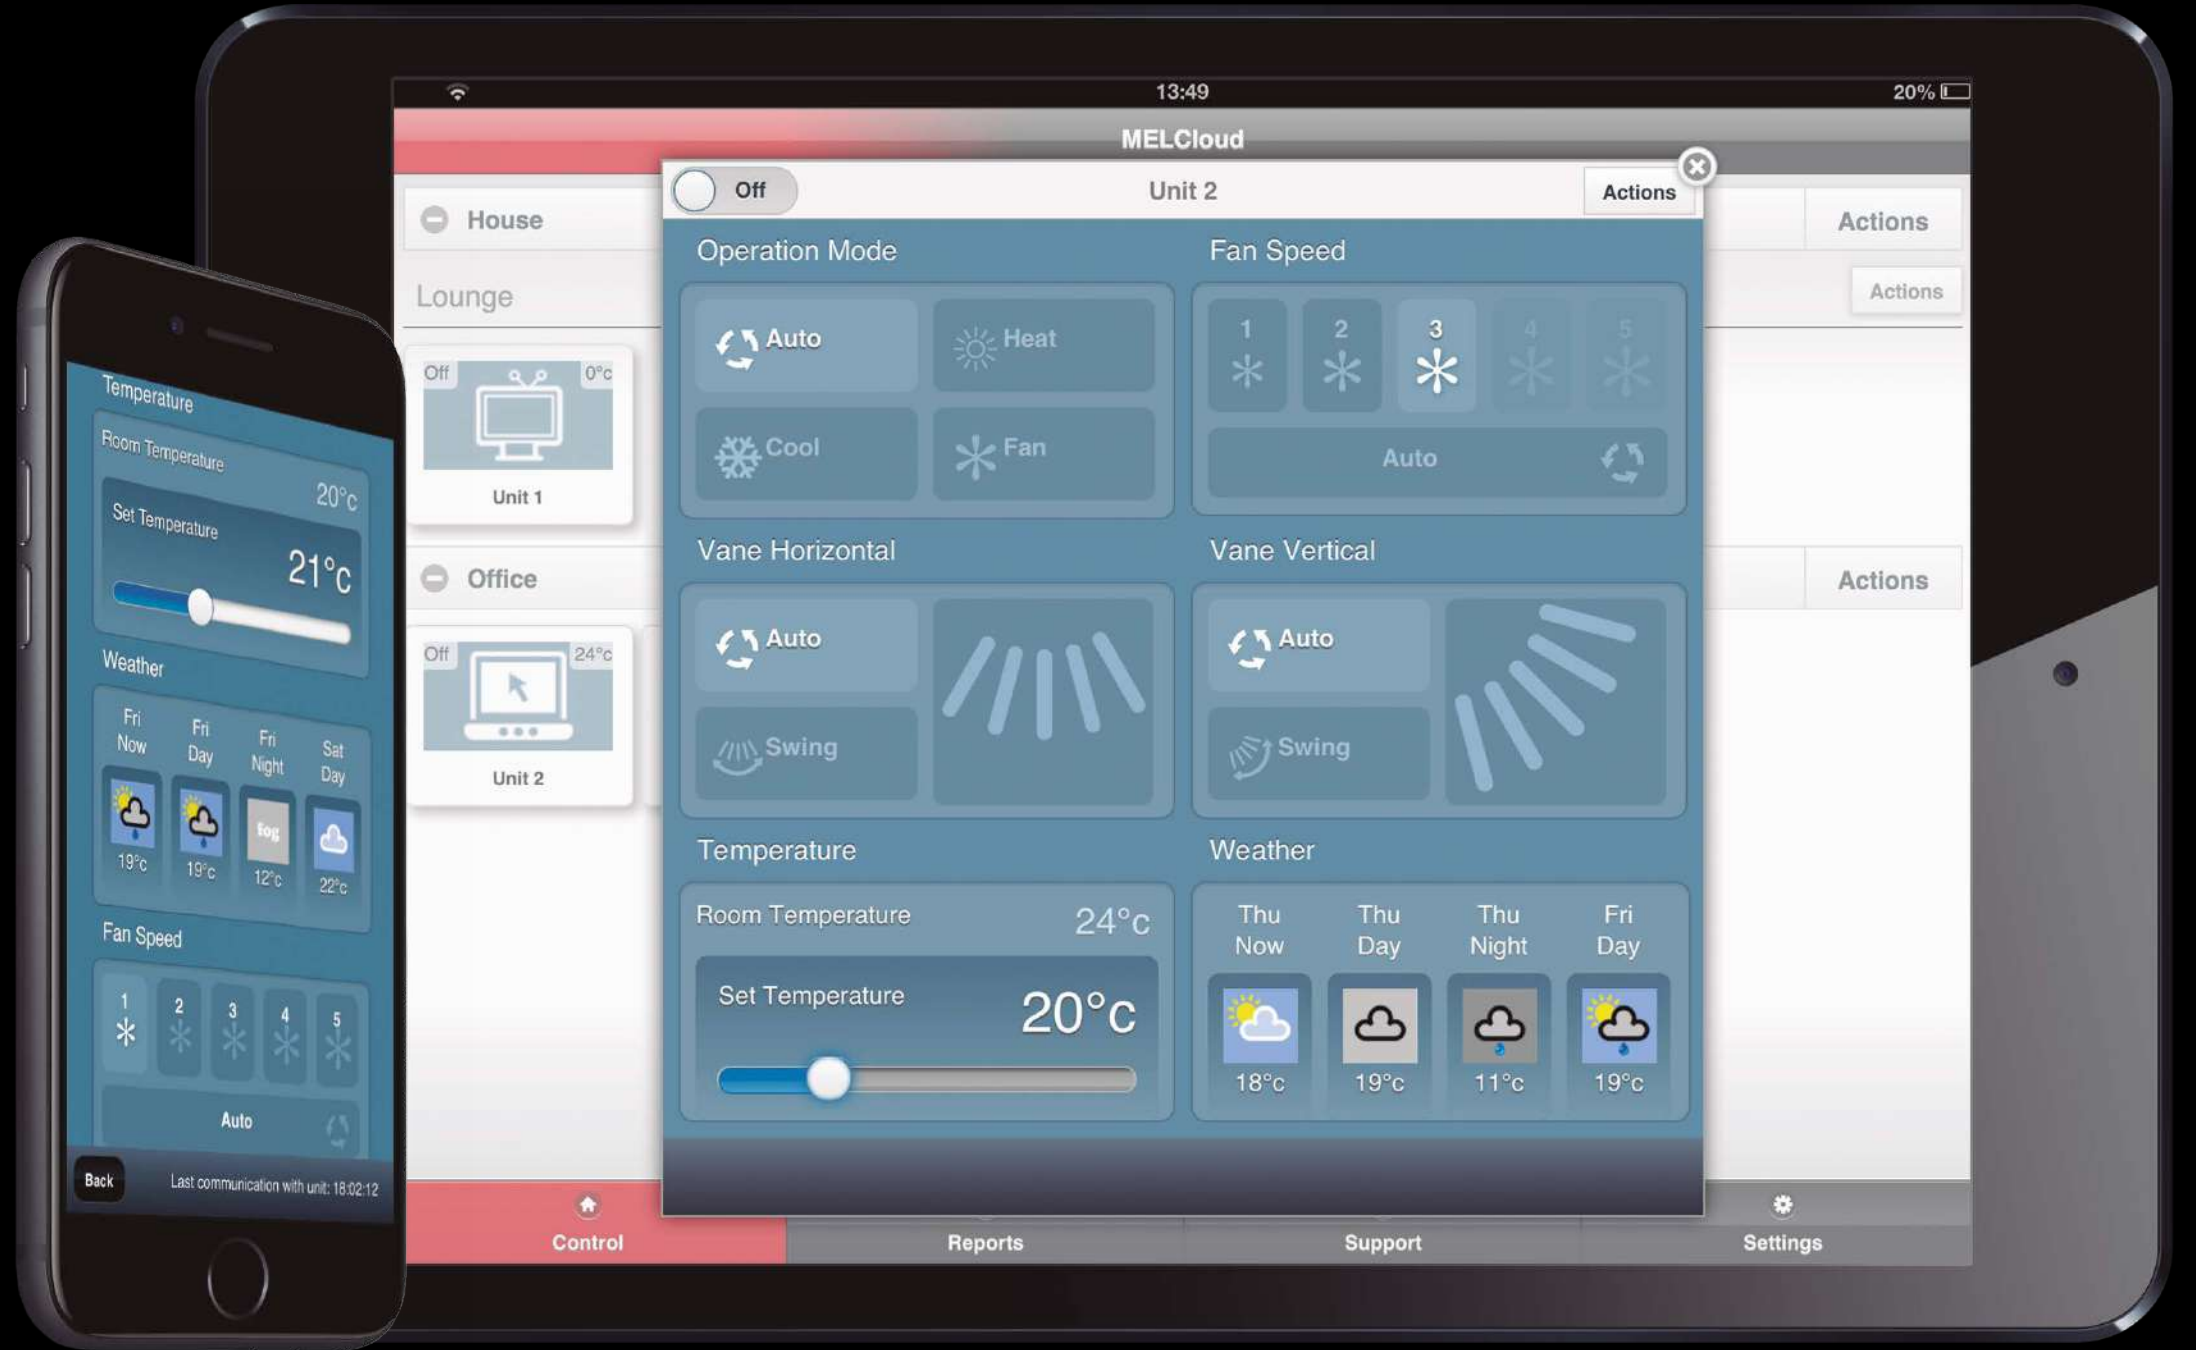 13:49
20%
MELCloud
House
Actions
Lounge
Actions
Off
0°c
Unit 1
Office
Actions
Off
24°c
Unit 2
Off
Unit 2
Actions
Operation Mode
Auto
Heat
Cool
Fan
Fan Speed
1
2
3
4
5
Auto
Vane Horizontal
Auto
Swing
Vane Vertical
Auto
Swing
Temperature
Room Temperature
24°c
Set Temperature
20°c
Weather
Thu Thu Thu Fri
Now Day Night Day
18°c 19°c 11°c 19°c
Control
Reports
Support
Settings
Temperature
Room Temperature
20°c
Set Temperature
21°c
Weather
Fri Fri Fri Sat
Now Day Night Day
Fog
19°c 19°c 12°c 22°c
Fan Speed
1 2 3 4 5
Auto
Back
Last communication with unit: 18:02:12